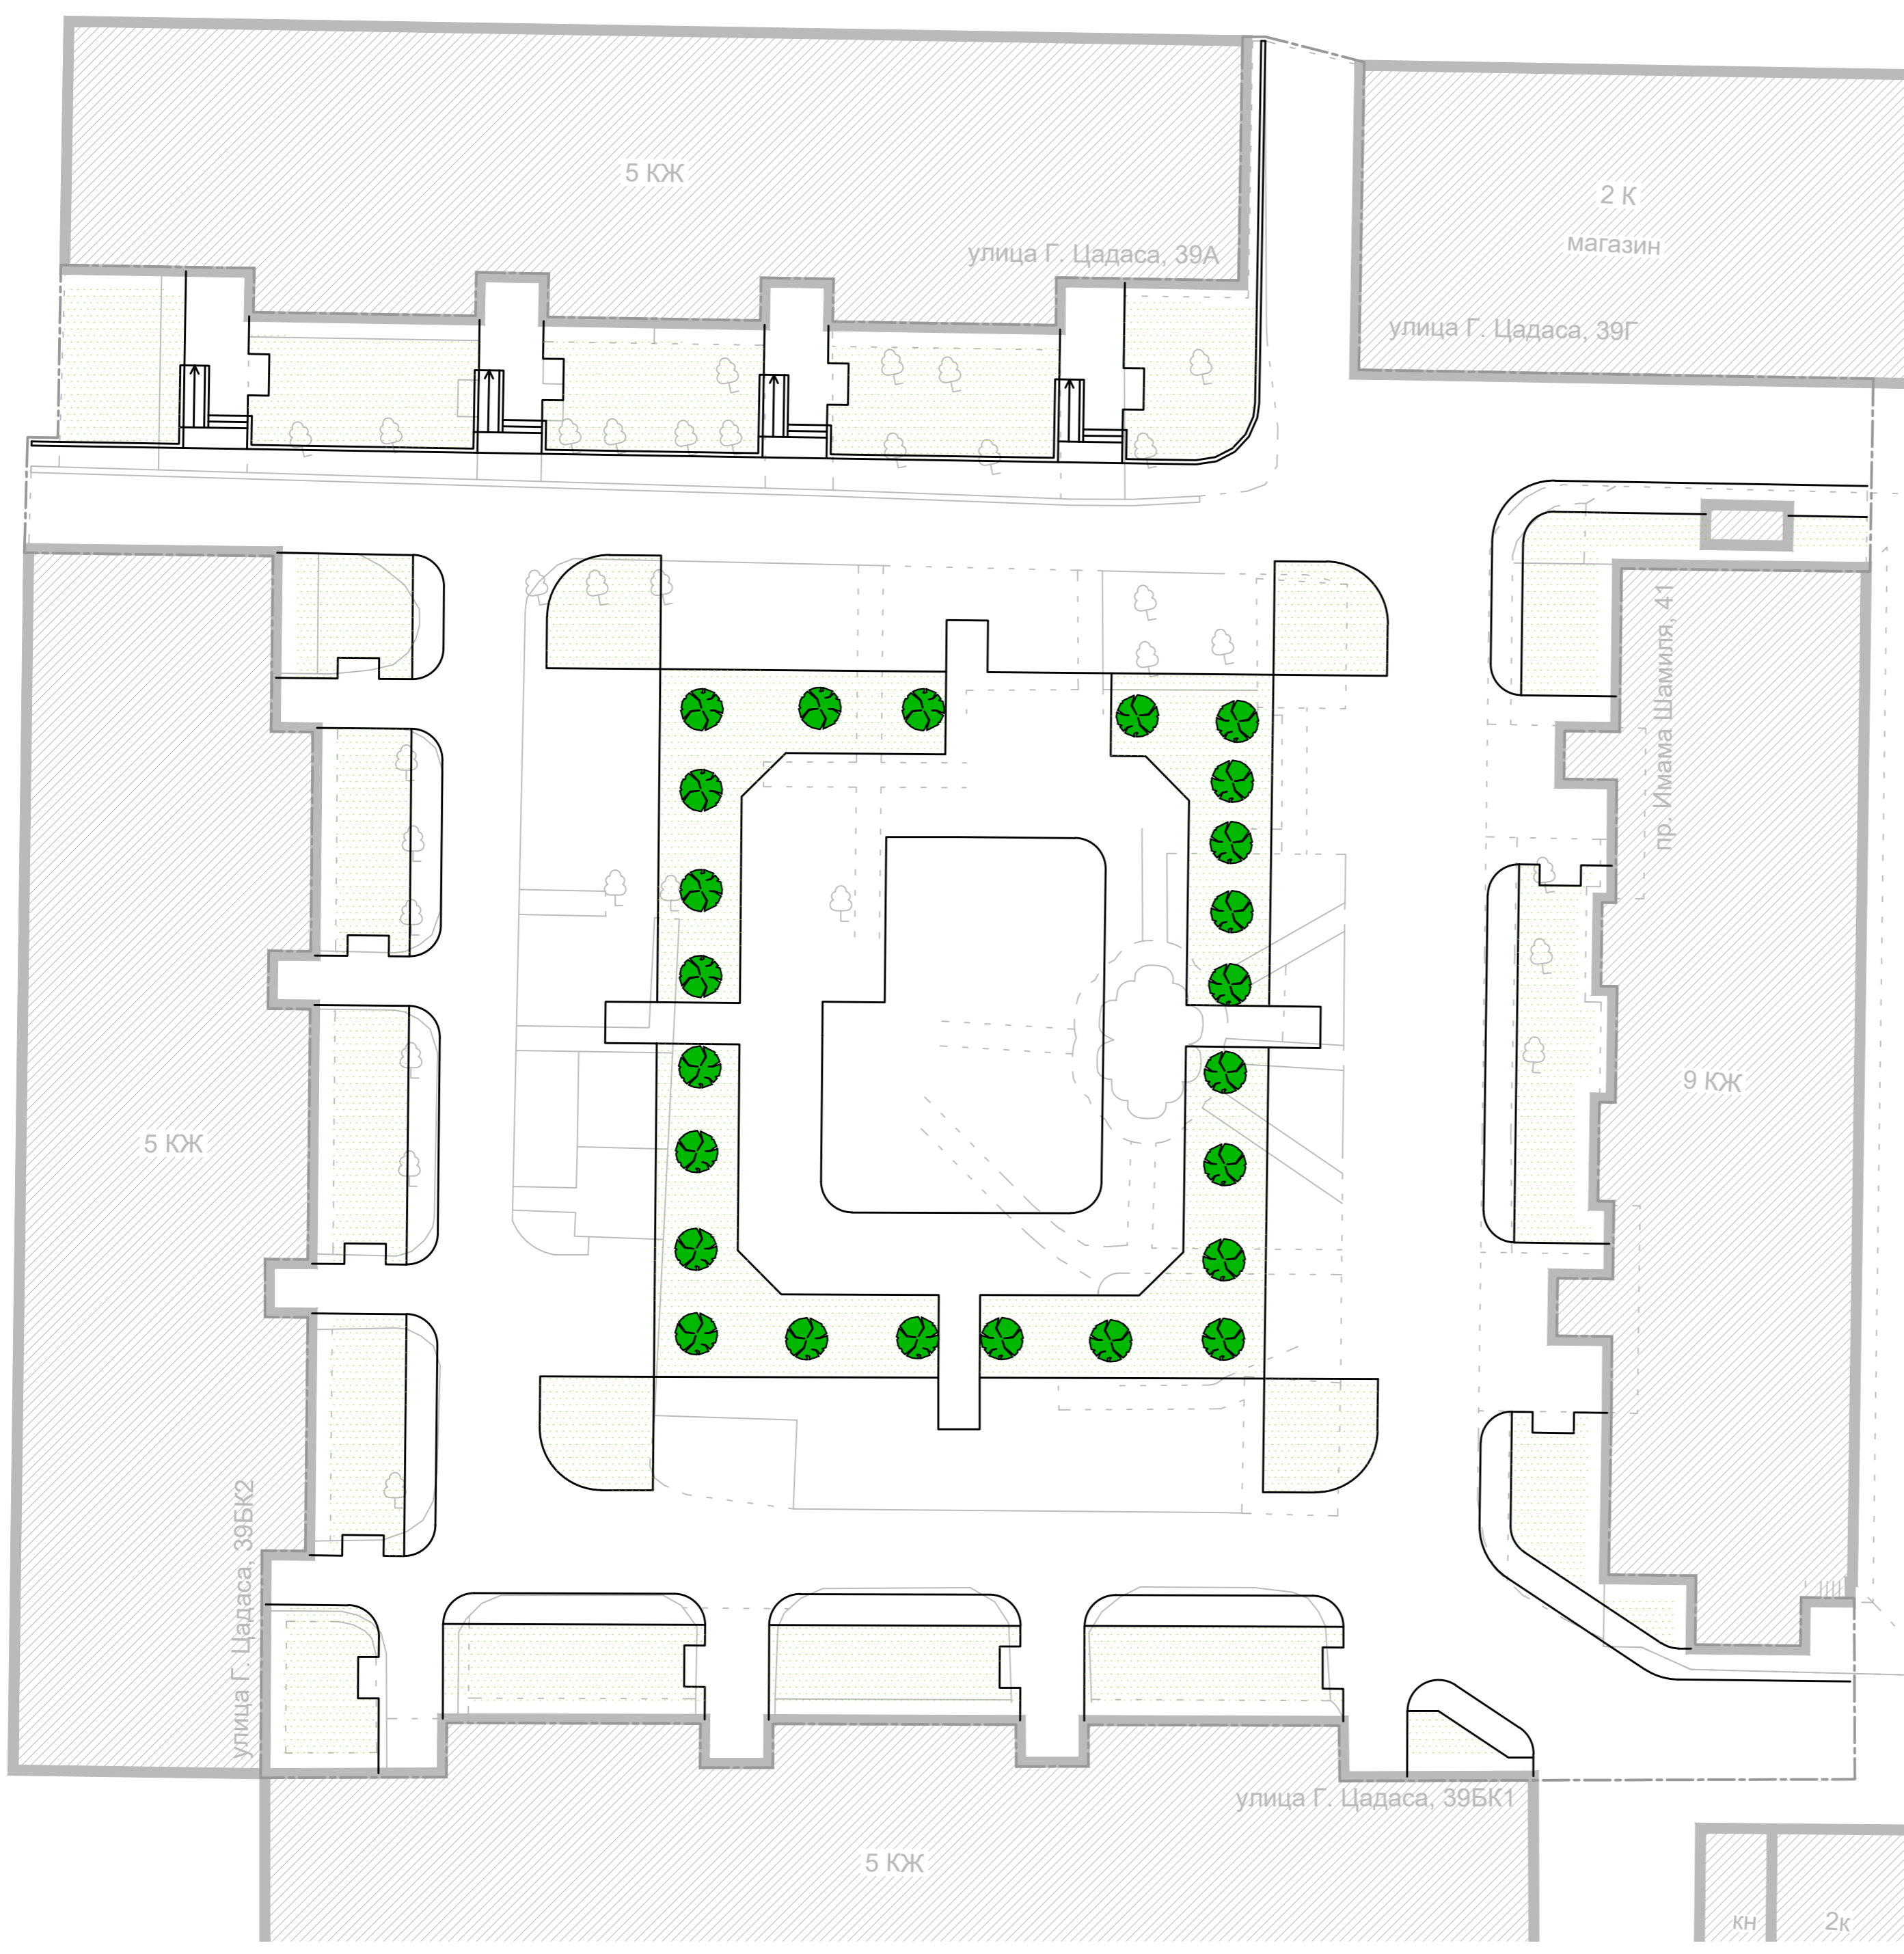 5 КЖ
2 К
магазин
улица Г. Цадаса, 39А
улица Г. Цадаса, 39Г
пр. Имама Шамиля, 41
9 КЖ
5 КЖ
улица Г. Цадаса, 39БК2
улица Г. Цадаса, 39БК1
5 КЖ
кн
2к